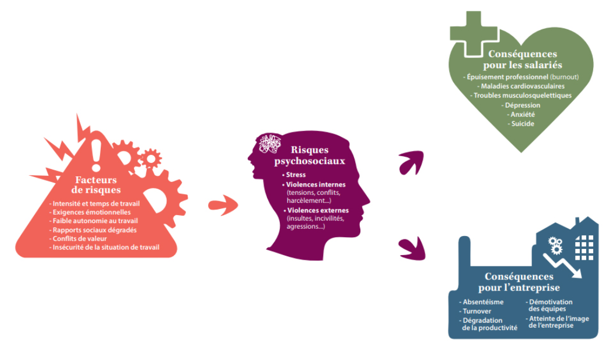 Facteurs
de risques
- Intensité et temps de travail
- Exigences émotionnelles
- Faible autonomie au travail
- Rapports sociaux dégradés
- Conflits de valeur
- Insécurité de la situation de travail
Risques
psychosociaux
• Stress
• Violences internes
(tensions, conflits,
harcèlement...)
• Violences externes
(insultes, incivilités,
agressions...)
Conséquences
pour les salariés
- Épuisement professionnel (burnout)
- Maladies cardiovasculaires
- Troubles musculosquelettiques
- Dépression
- Anxiété
- Suicide
Conséquences
pour l'entreprise
- Absentéisme
- Turnover
- Dégradation
de la productivité
- Démotivation
des équipes
- Atteinte de l'image
de l'entreprise